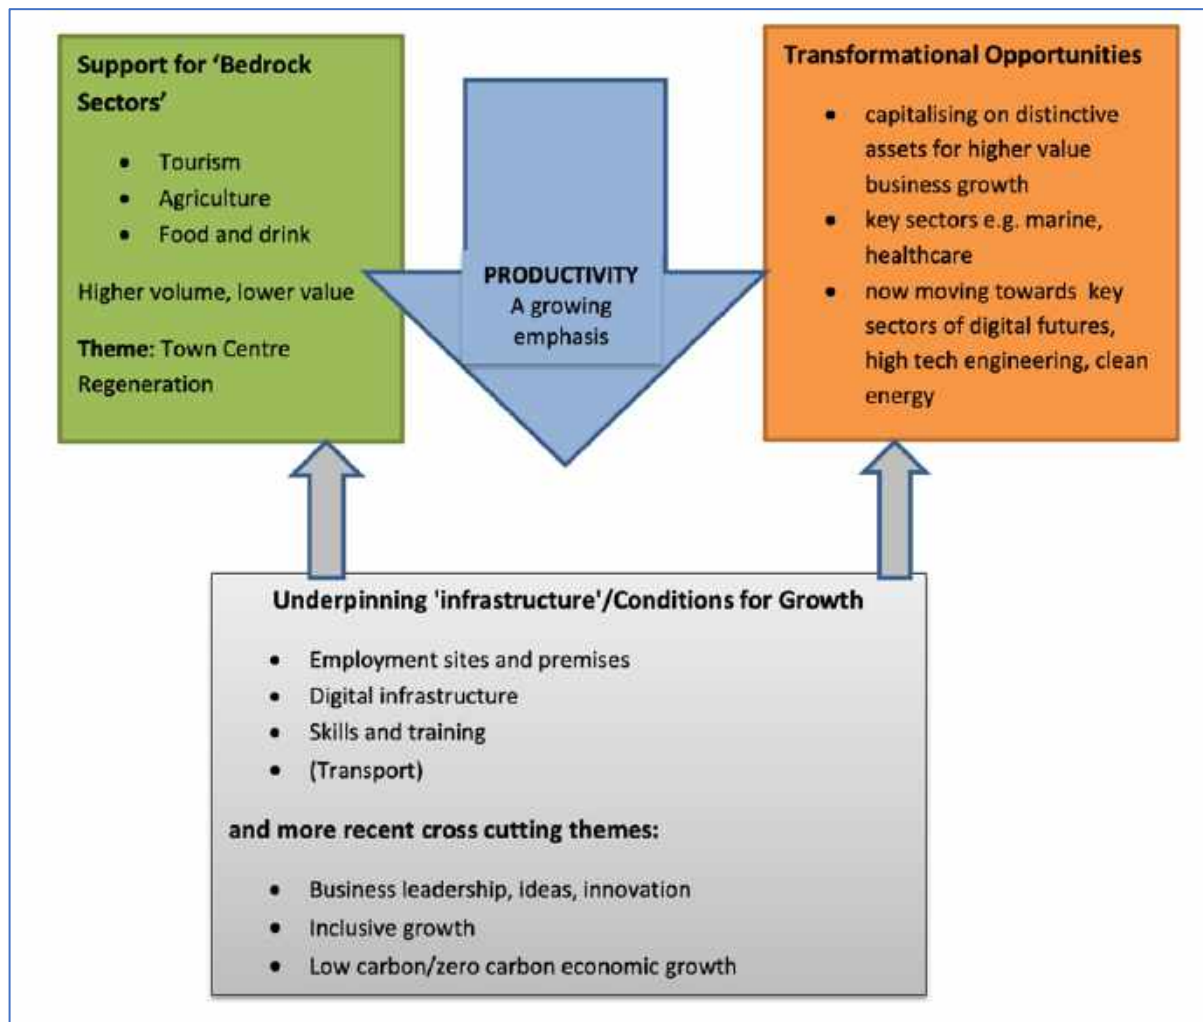 Support for ‘Bedrock
Sectors’
• Tourism
• Agriculture
• Food and drink
Higher volume, lower value
Theme: Town Centre
Regeneration
PRODUCTIVITY
A growing
emphasis
Transformational Opportunities
• capitalising on distinctive
assets for higher value
business growth
• key sectors e.g. marine,
healthcare
• now moving towards key
sectors of digital futures,
high tech engineering, clean
energy
Underpinning 'infrastructure'/Conditions for Growth
• Employment sites and premises
• Digital infrastructure
• Skills and training
• (Transport)
and more recent cross cutting themes:
• Business leadership, ideas, innovation
• Inclusive growth
• Low carbon/zero carbon economic growth